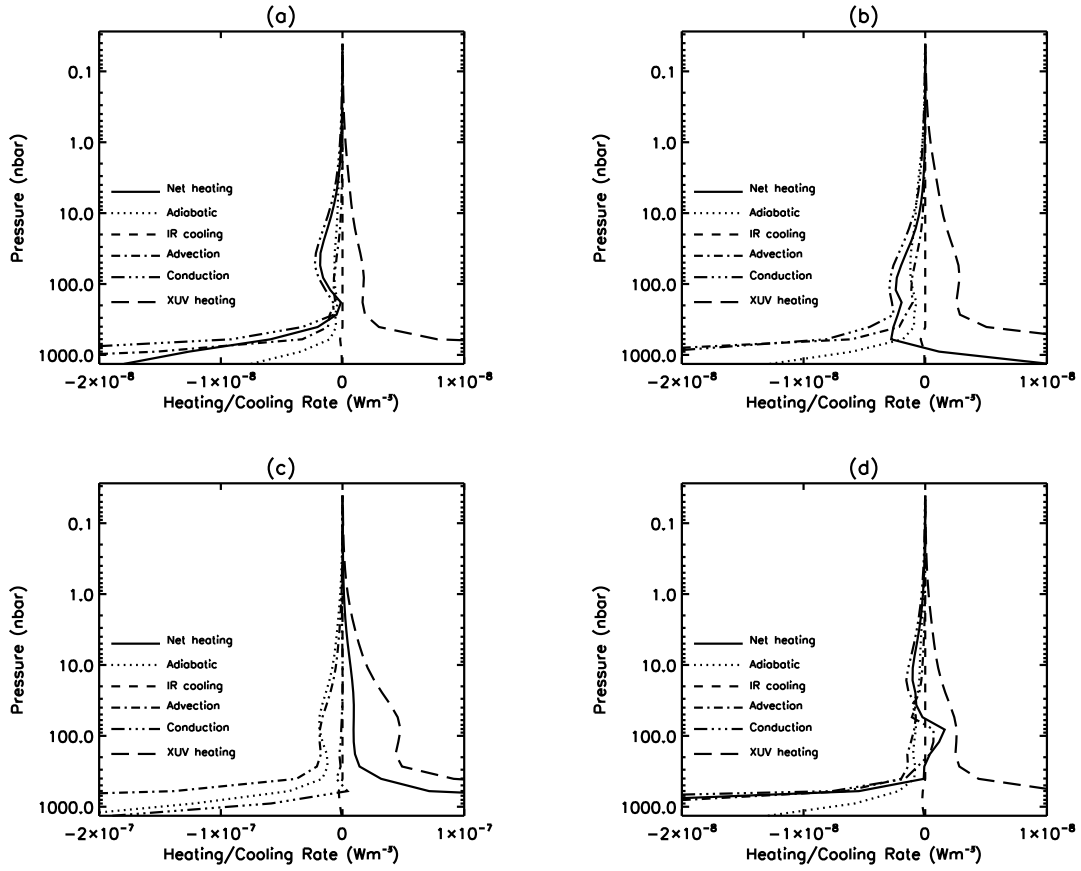 (a)
0.1
1.0
10.0
100.0
1000.0
Pressure (nbar)
Net heating
Adiabatic
IR cooling
Advection
Conduction
XUV heating
−2×10⁻⁸ −1×10⁻⁸ 0 1×10⁻⁸
Heating/Cooling Rate (Wm⁻³)
(b)
0.1
1.0
10.0
100.0
1000.0
Pressure (nbar)
Net heating
Adiabatic
IR cooling
Advection
Conduction
XUV heating
−2×10⁻⁸ −1×10⁻⁸ 0 1×10⁻⁸
Heating/Cooling Rate (Wm⁻³)
(c)
0.1
1.0
10.0
100.0
1000.0
Pressure (nbar)
Net heating
Adiabatic
IR cooling
Advection
Conduction
XUV heating
−2×10⁻⁷ −1×10⁻⁷ 0 1×10⁻⁷
Heating/Cooling Rate (Wm⁻³)
(d)
0.1
1.0
10.0
100.0
1000.0
Pressure (nbar)
Net heating
Adiabatic
IR cooling
Advection
Conduction
XUV heating
−2×10⁻⁸ −1×10⁻⁸ 0 1×10⁻⁸
Heating/Cooling Rate (Wm⁻³)